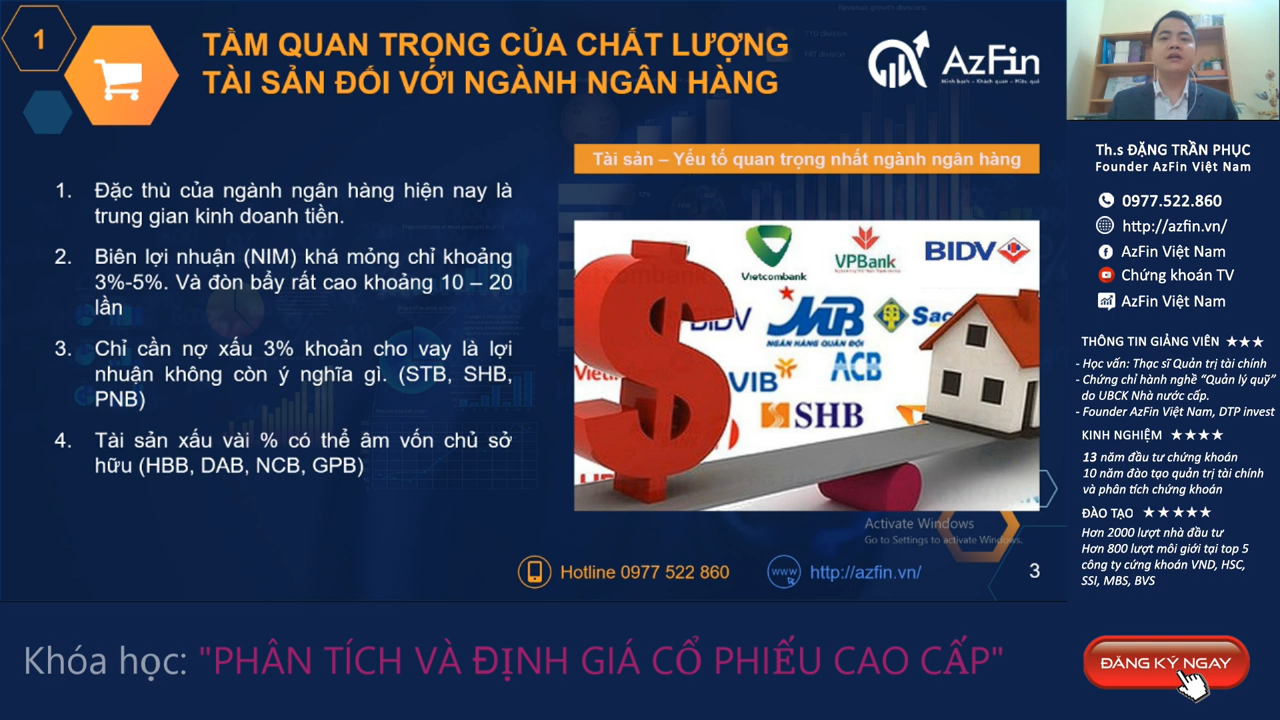 1
TẦM QUAN TRỌNG CỦA CHẤT LƯỢNG
TÀI SẢN ĐỐI VỚI NGÀNH NGÂN HÀNG
AzFin
Minh bạch – Khách quan – Hiệu quả
1. Đặc thù của ngành ngân hàng hiện nay là
trung gian kinh doanh tiền.
2. Biên lợi nhuận (NIM) khá mỏng chỉ khoảng
3%-5%. Và đòn bẩy rất cao khoảng 10 – 20
lần
3. Chỉ cần nợ xấu 3% khoản cho vay là lợi
nhuận không còn ý nghĩa gì. (STB, SHB,
PNB)
4. Tài sản xấu vài % có thể âm vốn chủ sở
hữu (HBB, DAB, NCB, GPB)
Tài sản – Yếu tố quan trọng nhất ngành ngân hàng
Vietcombank
VPBank
BIDV
BIDV
MB
NGÂN HÀNG QUÂN ĐỘI
Sac
Vieti
VIB
ACB
SHB
Activate Windows
Go to Settings to activate Windows.
Hotline 0977 522 860
www
http://azfin.vn/
3
Th.s ĐẶNG TRẦN PHỤC
Founder AzFin Việt Nam
0977.522.860
http://azfin.vn/
AzFin Việt Nam
Chứng khoán TV
AzFin Việt Nam
THÔNG TIN GIẢNG VIÊN ★★★
- Học vấn: Thạc sĩ Quản trị tài chính
- Chứng chỉ hành nghề “Quản lý quỹ”
do UBCK Nhà nước cấp.
- Founder AzFin Việt Nam, DTP invest
KINH NGHIỆM ★★★★
13 năm đầu tư chứng khoán
10 năm đào tạo quản trị tài chính
và phân tích chứng khoán
ĐÀO TẠO ★★★★★
Hơn 2000 lượt nhà đầu tư
Hơn 800 lượt môi giới tại top 5
công ty cứng khoán VND, HSC,
SSI, MBS, BVS
Khóa học: "PHÂN TÍCH VÀ ĐỊNH GIÁ CỔ PHIẾU CAO CẤP"
ĐĂNG KÝ NGAY